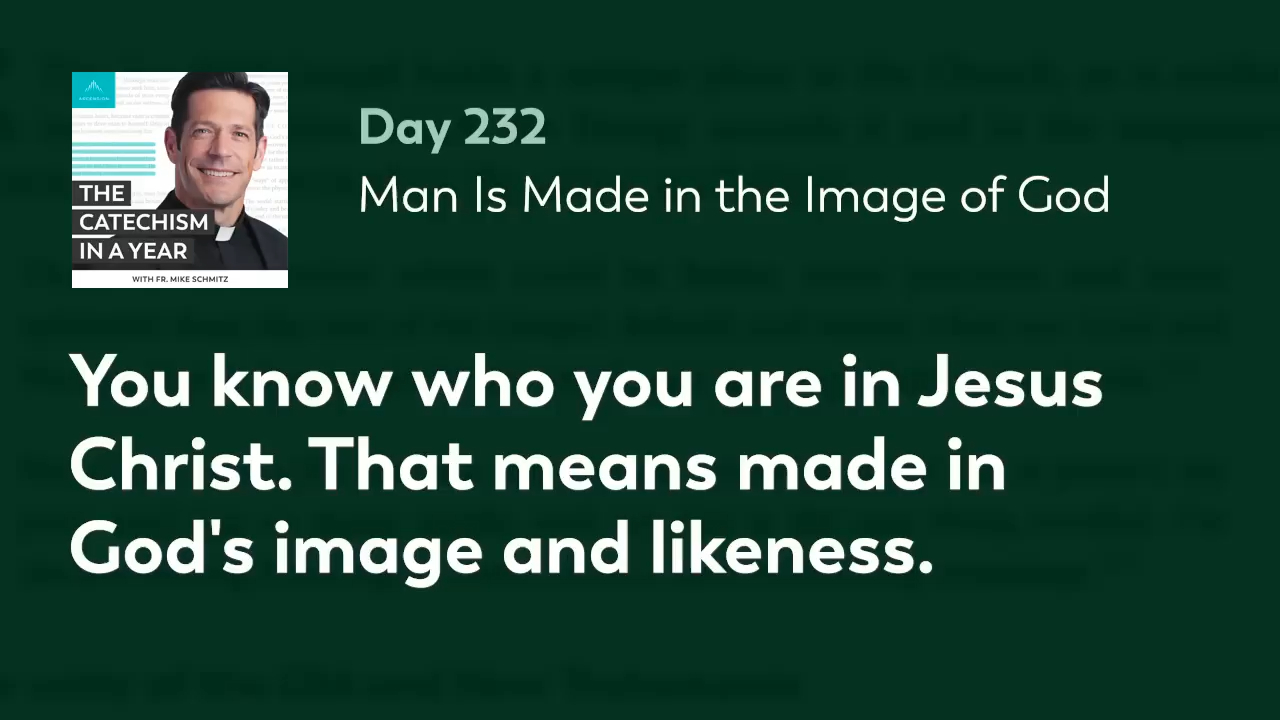 ASCENSION
THE
CATECHISM
IN A YEAR
WITH FR. MIKE SCHMITZ
Day 232
Man Is Made in the Image of God
You know who you are in Jesus
Christ. That means made in
God's image and likeness.